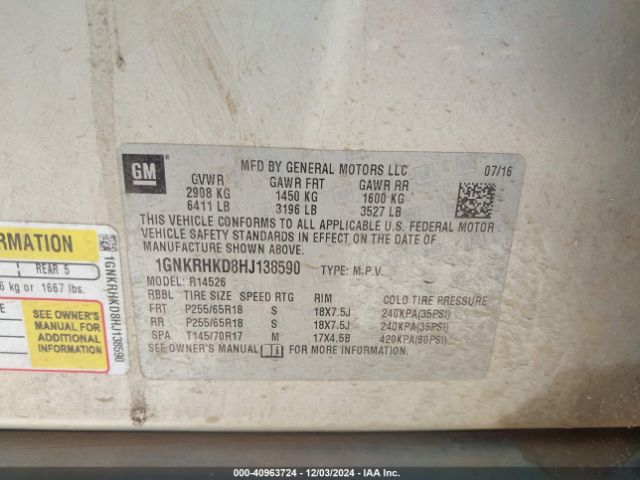 GM
MFD BY GENERAL MOTORS LLC 07/16
GVWR GAWR FRT GAWR RR
2908 KG 1450 KG 1600 KG
6411 LB 3196 LB 3527 LB
THIS VEHICLE CONFORMS TO ALL APPLICABLE U.S. FEDERAL MOTOR
VEHICLE SAFETY STANDARDS IN EFFECT ON THE DATE OF
MANUFACTURE SHOWN ABOVE.
1GNKRHKD8HJ138590 TYPE: M.P.V.
MODEL: R14526
RBBL TIRE SIZE SPEED RTG RIM COLD TIRE PRESSURE
FRT P255/65R18 S 18X7.5J 240KPA(35PSI)
RR P255/65R18 S 18X7.5J 240KPA(35PSI)
SPA T145/70R17 M 17X4.5B 420KPA(60PSI)
SEE OWNER'S MANUAL FOR MORE INFORMATION.
RMATION
REAR 5
6 kg or 1667 lbs.
SEE OWNER'S
MANUAL FOR
ADDITIONAL
INFORMATION
1GNKRHKD8HJ138590
000-40963724 - 12/03/2024 - IAA Inc.